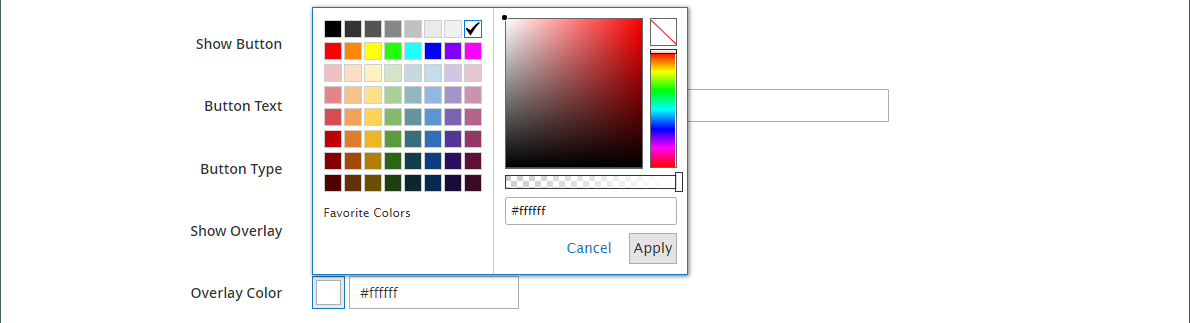 Show Button
Button Text
Button Type
Favorite Colors
#ffffff
Show Overlay
Cancel Apply
Overlay Color #ffffff